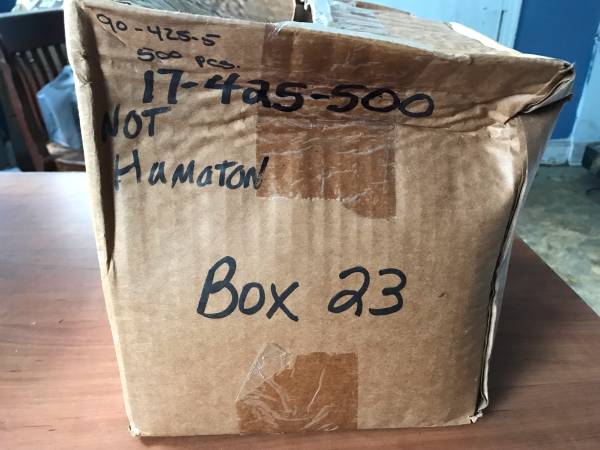 90-425-5
500 PCS.
17-425-500
NOT
HAMATON
Box 23